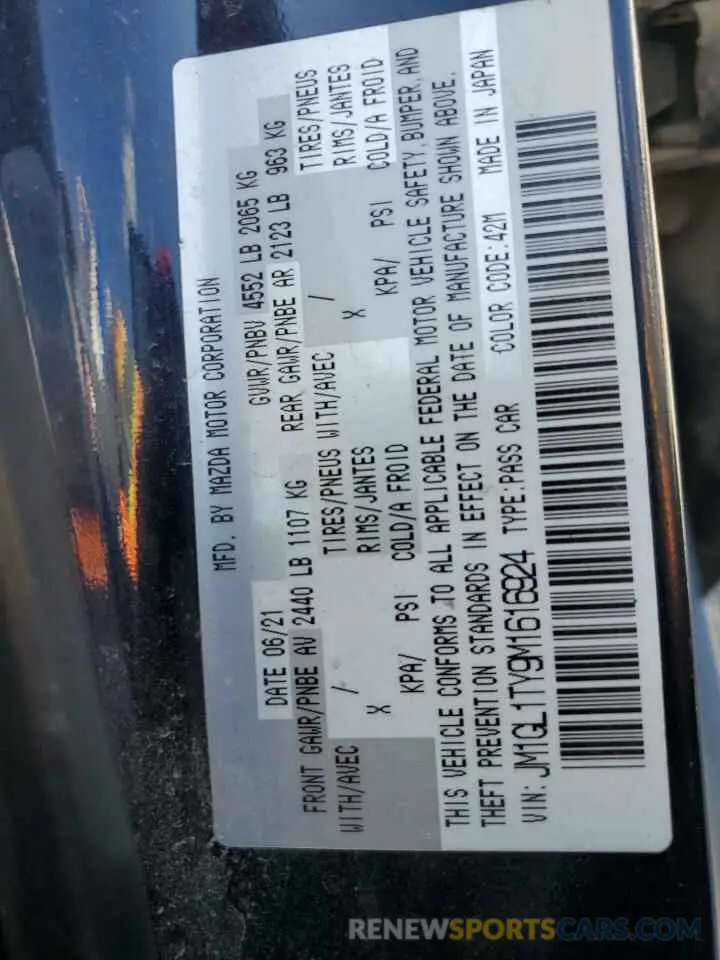 MFD. BY MAZDA MOTOR CORPORATION
DATE 06/21 GVWR/PNBV 4552 LB 2065 KG
FRONT GAWR/PNBE AV 2440 LB 1107 KG REAR GAWR/PNBE AR 2123 LB 963 KG
WITH/AVEC / TIRES/PNEUS WITH/AVEC / TIRES/PNEUS
X RIMS/JANTES X RIMS/JANTES
KPA/ PSI COLD/A FROID KPA/ PSI COLD/A FROID
THIS VEHICLE CONFORMS TO ALL APPLICABLE FEDERAL MOTOR VEHICLE SAFETY, BUMPER, AND
THEFT PREVENTION STANDARDS IN EFFECT ON THE DATE OF MANUFACTURE SHOWN ABOVE.
VIN: JM1GL1TY9M1616924 TYPE:PASS CAR COLOR CODE:42M MADE IN JAPAN
RENEWSPORTSCARS.COM